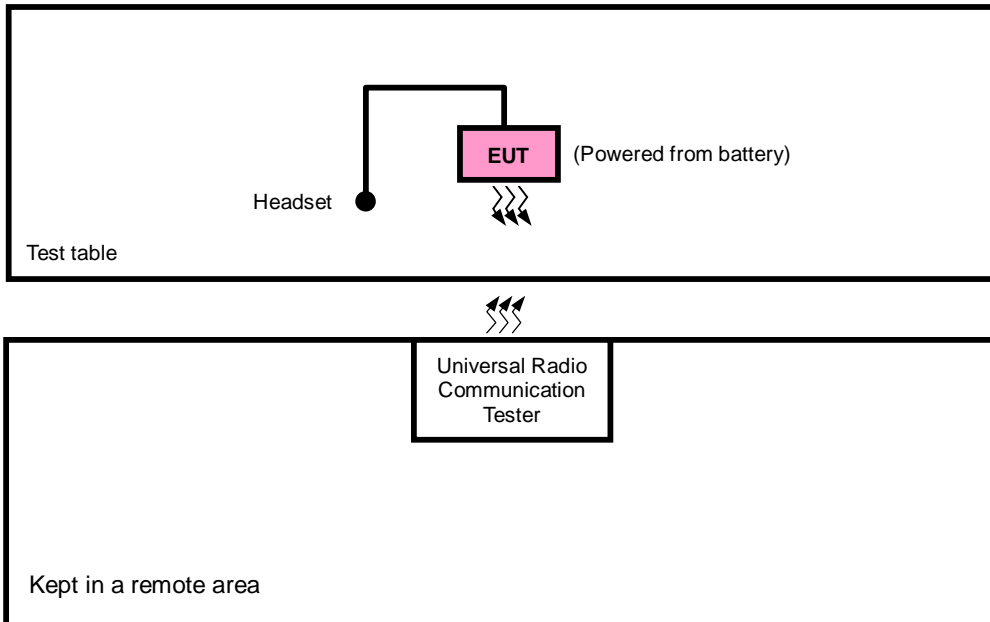 EUT
(Powered from battery)
Headset
Test table
Universal Radio
Communication
Tester
Kept in a remote area